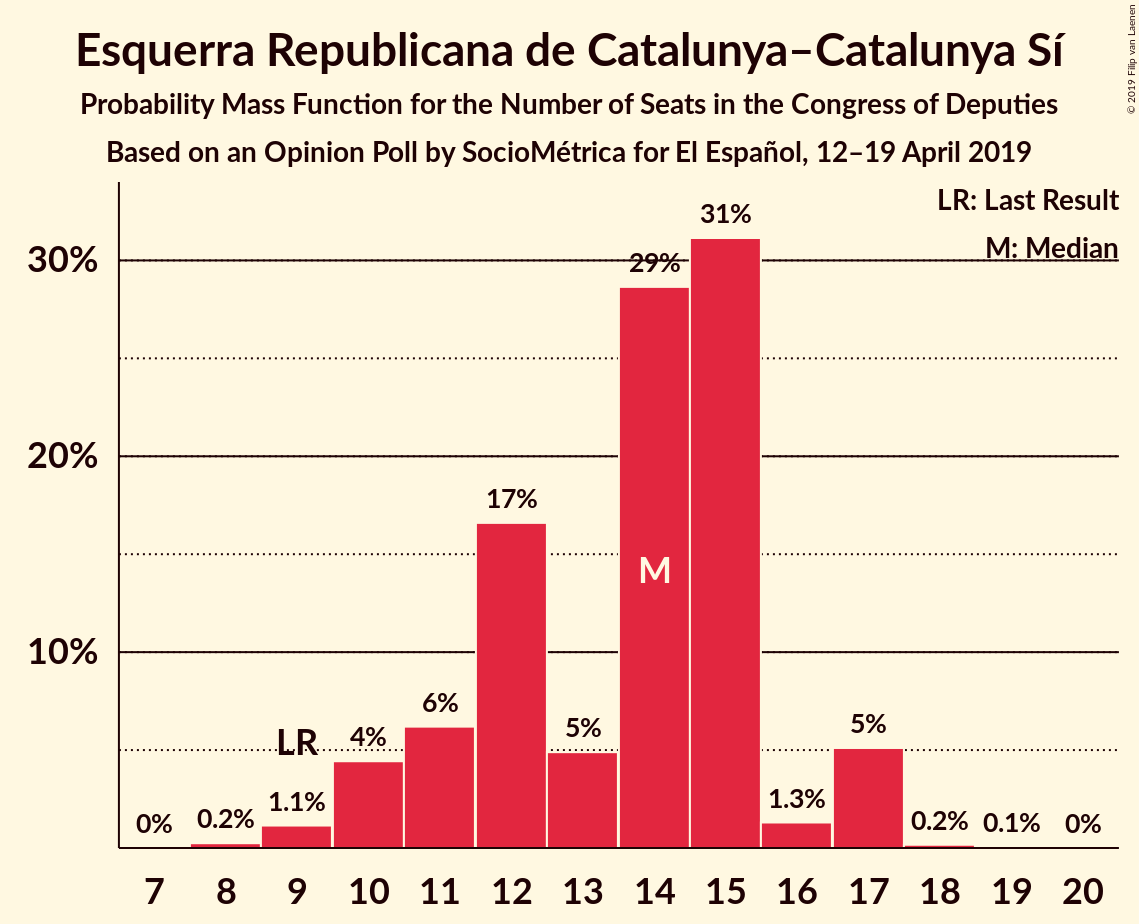 Esquerra Republicana de Catalunya–Catalunya Sí
Probability Mass Function for the Number of Seats in the Congress of Deputies
Based on an Opinion Poll by SocioMétrica for El Español, 12–19 April 2019
© 2019 Filip van Laenen
LR: Last Result
M: Median
30%
20%
10%
0%
0.2%
1.1%
LR
4%
6%
17%
5%
29%
M
31%
1.3%
5%
0.2%
0.1%
0%
7 8 9 10 11 12 13 14 15 16 17 18 19 20